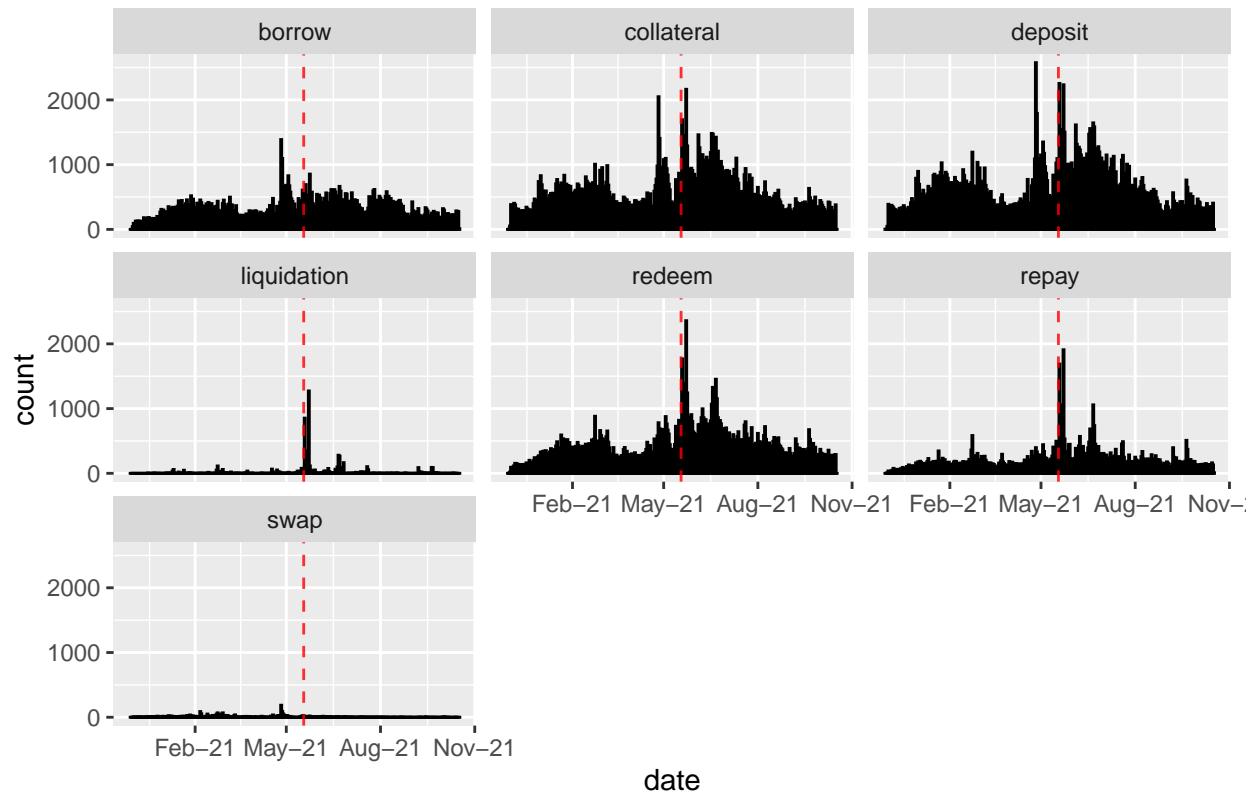 borrow collateral deposit
2000
1000
0
liquidation redeem repay
2000
1000
0
count
Feb–21 May–21 Aug–21 Nov–21 Feb–21 May–21 Aug–21 Nov–
swap
2000
1000
0
Feb–21 May–21 Aug–21 Nov–21
date